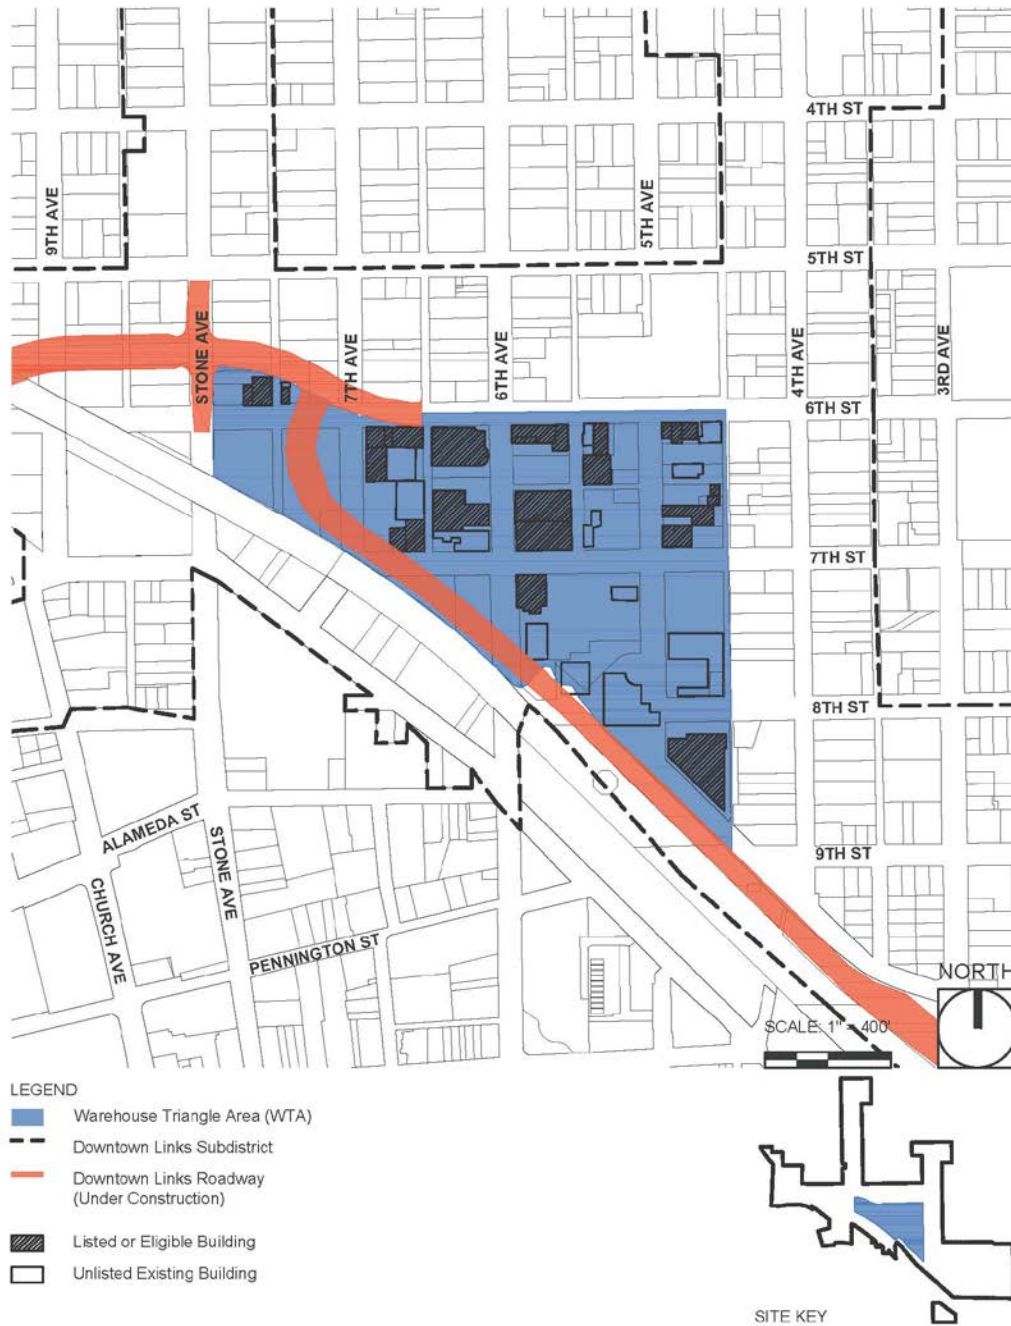 4TH ST
9TH AVE
5TH AVE
5TH ST
STONE AVE
7TH AVE
6TH AVE
4TH AVE
3RD AVE
6TH ST
7TH ST
8TH ST
ALAMEDA ST
STONE AVE
9TH ST
CHURCH AVE
PENNINGTON ST
NORTH
SCALE: 1" = 400'
LEGEND
Warehouse Triangle Area (WTA)
Downtown Links Subdistrict
Downtown Links Roadway
(Under Construction)
Listed or Eligible Building
Unlisted Existing Building
SITE KEY